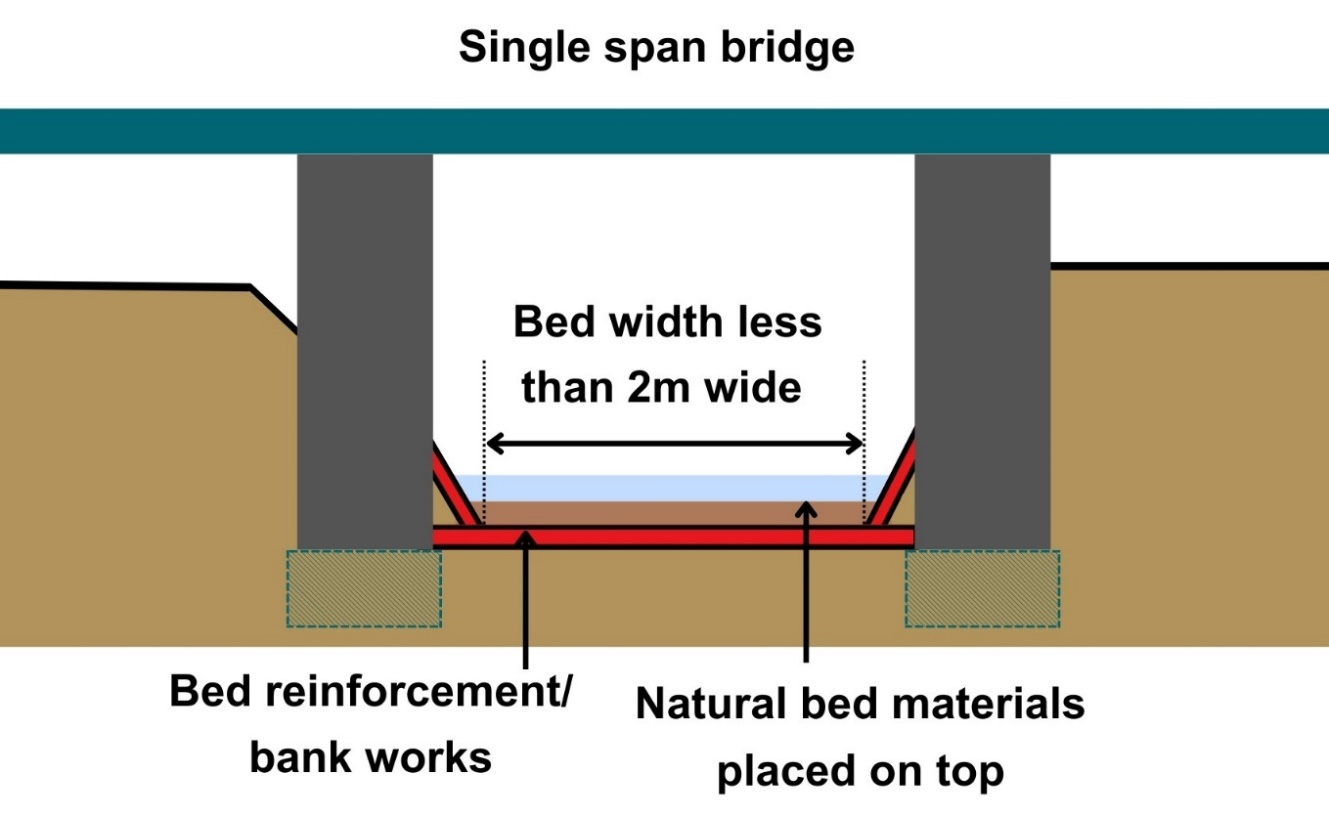 Single span bridge
Bed width less
than 2m wide
Bed reinforcement/
bank works
Natural bed materials
placed on top